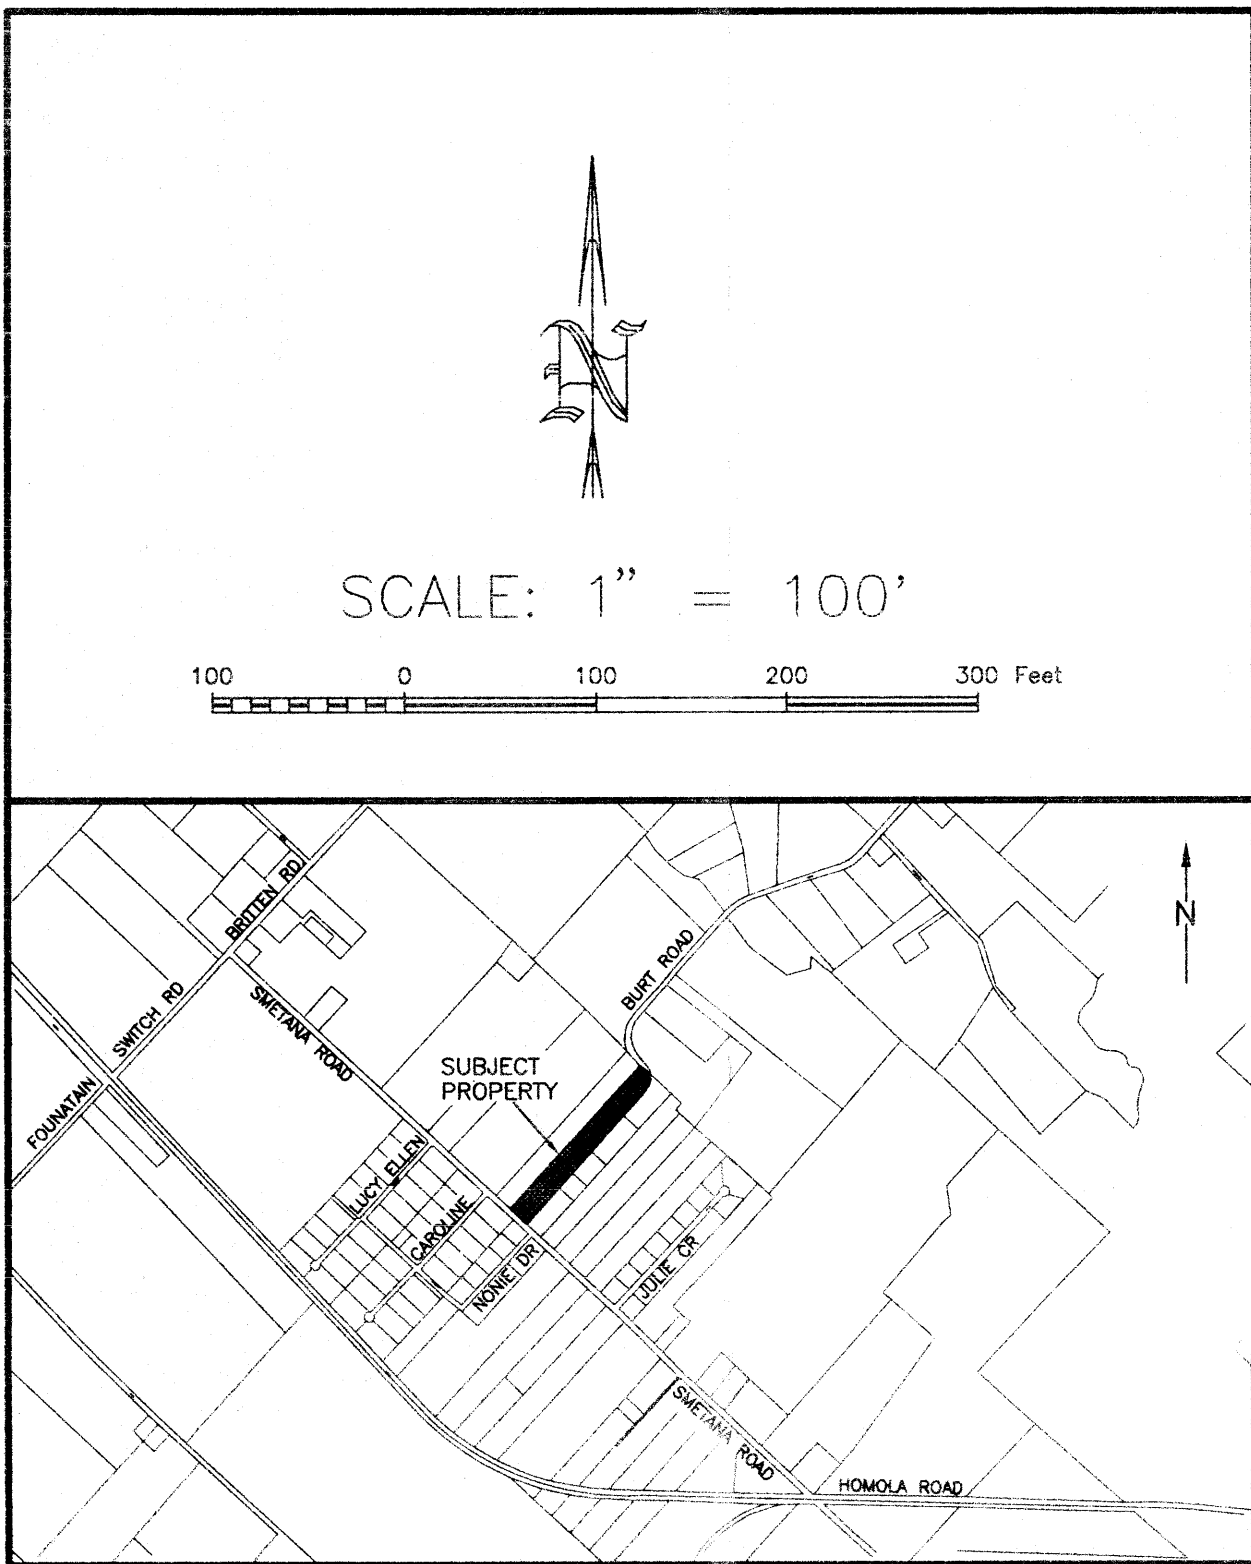 N
SCALE: 1" = 100'
100 0 100 200 300 Feet
BRITTEN RD
N
SWITCH RD
SMETANA ROAD
BURT ROAD
SUBJECT
PROPERTY
FOUNATAIN
LUCY ELLEN
CAROLINE
NONIE DR
JULIE CR
SMETANA ROAD
HOMOLA ROAD